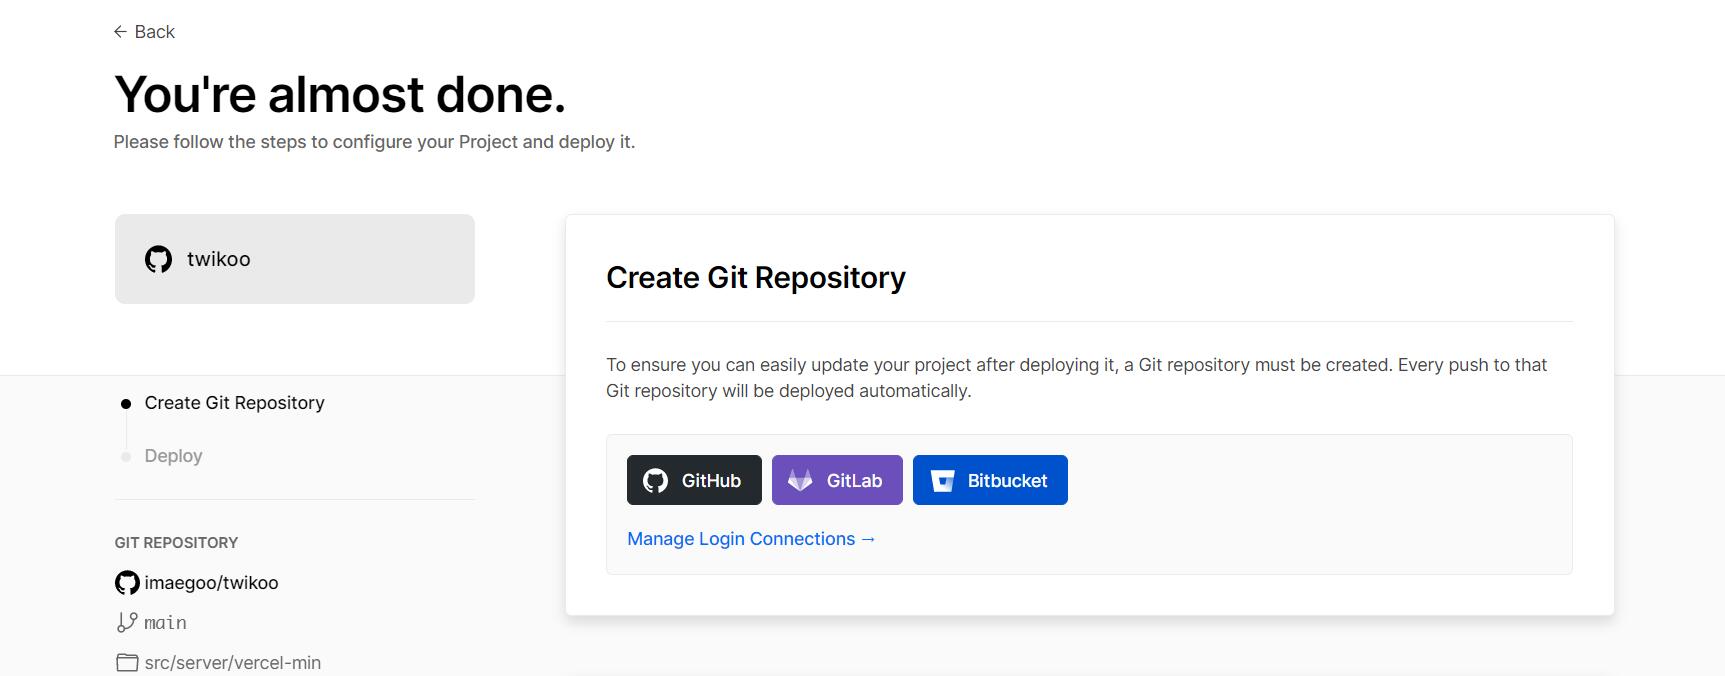 ← Back
You're almost done.
Please follow the steps to configure your Project and deploy it.
twikoo
Create Git Repository
Deploy
GIT REPOSITORY
imaegoo/twikoo
main
src/server/vercel-min
Create Git Repository
To ensure you can easily update your project after deploying it, a Git repository must be created. Every push to that
Git repository will be deployed automatically.
GitHub
GitLab
Bitbucket
Manage Login Connections →